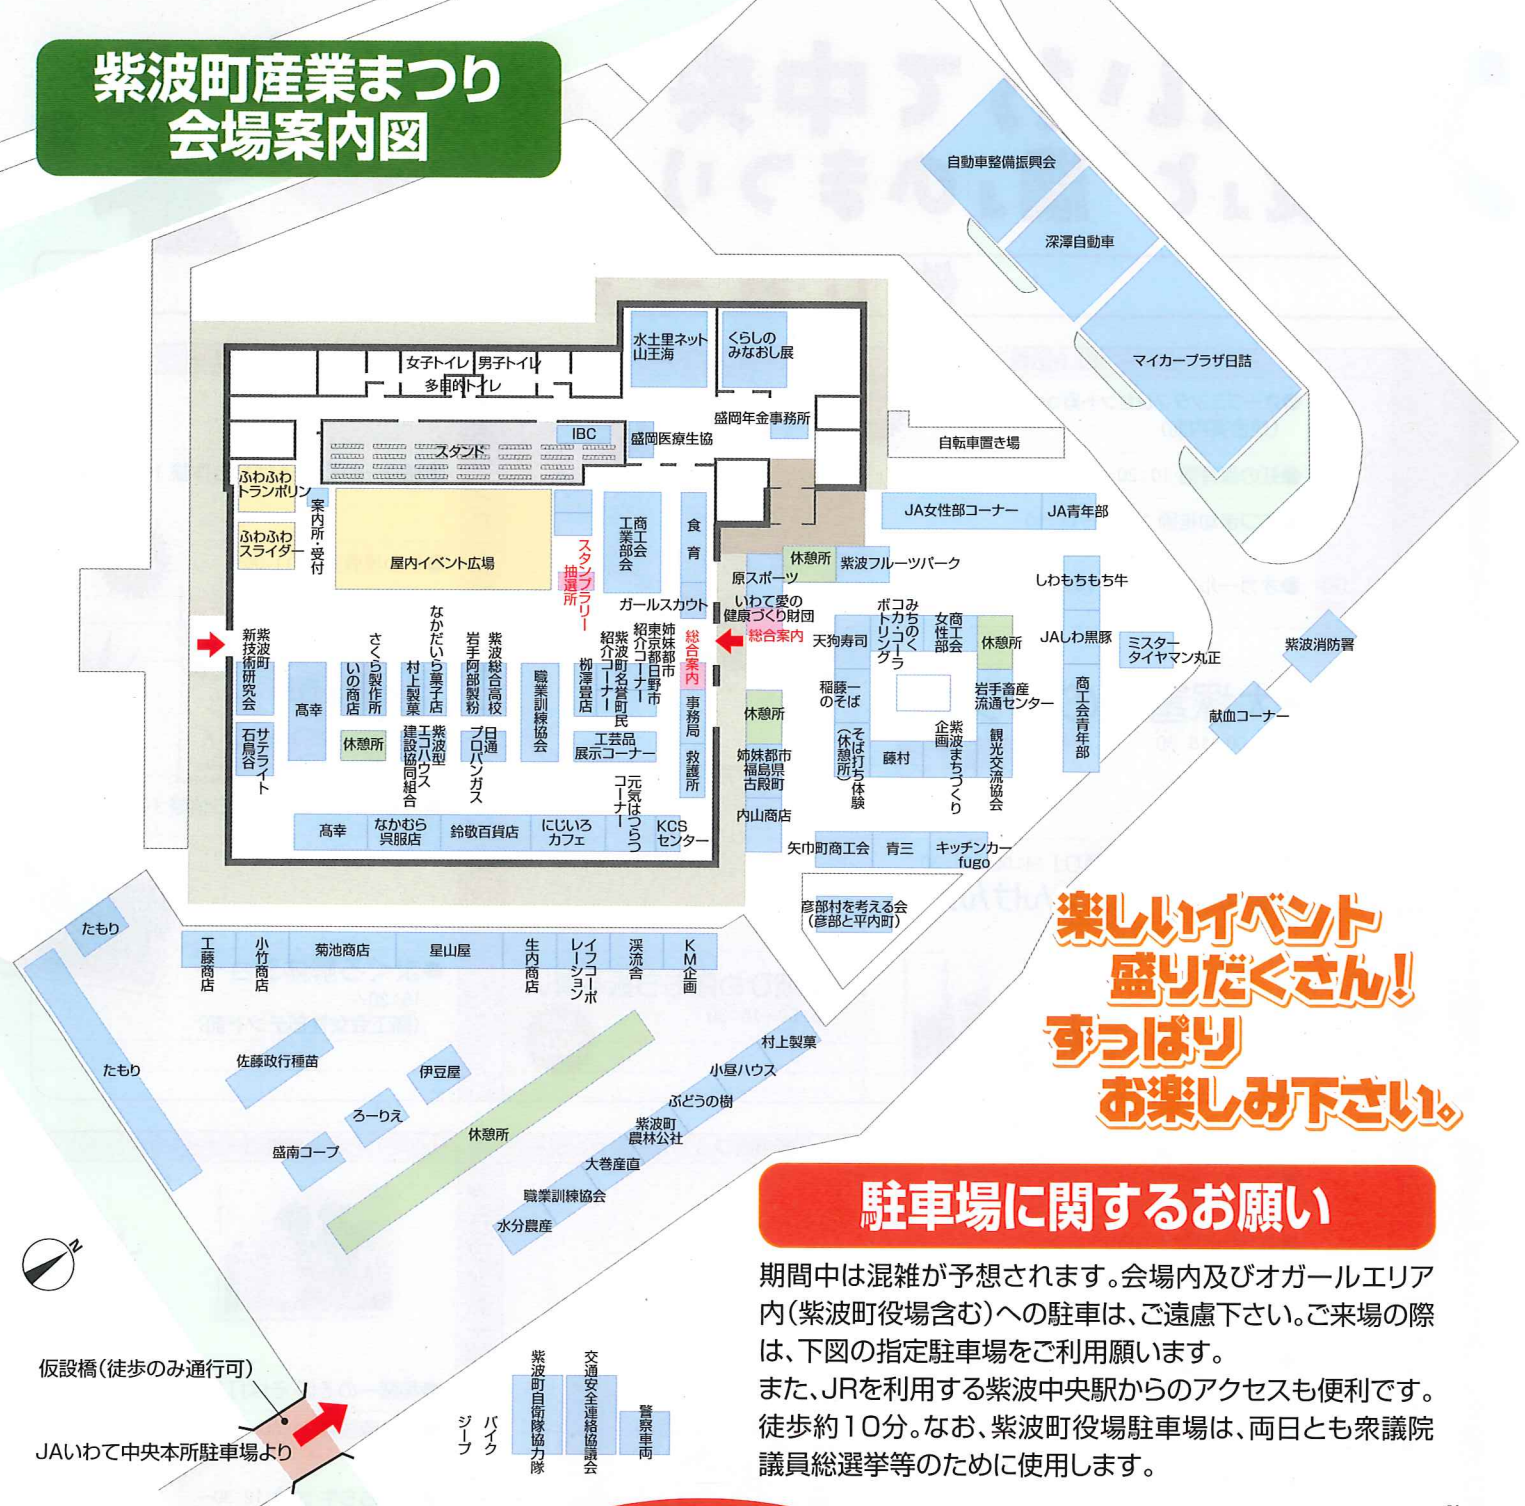 紫波町産業まつり
会場案内図
自動車整備振興会
深澤自動車
マイカープラザ日詰
水土里ネット
山王海
くらしの
みなおし展
女子トイレ
男子トイレ
多目的トイレ
盛岡年金事務所
IBC
盛岡医療生協
スタンド
自転車置き場
ふわふわ
トランポリン
案内所・受付
ふわふわ
スライダー
屋内イベント広場
スタンプラリー
抽選所
商工会
工業部会
食育
ガールスカウト
JA女性部コーナー
JA青年部
休憩所
紫波フルーツパーク
原スポーツ
いわて愛の
健康づくり財団
総合案内
しわもちもち牛
JAしわ黒豚
商工会青年部
ミスター
タイヤマン丸正
紫波消防署
献血コーナー
天狗寿司
みちのく
コカ・コーラ
ボトリング
商工会
女性部
休憩所
稲藤一
のそば
岩手畜産
流通センター
そば打ち体験
(休憩所)
藤村
紫波まちづくり
企画
観光交流協会
紫波町
新技術研究会
サテライト
石鳥谷
髙幸
さくら製作所
いの商店
休憩所
なかだいら菓子店
村上製菓
紫波型
エコハウス
建設協同組合
紫波総合高校
岩手阿部製粉
日通
プロパンガス
職業訓練協会
柳澤畳店
紫波町名誉町民
紹介コーナー
姉妹都市
東京都日野市
紹介コーナー
工芸品
展示コーナー
総合案内
事務局
救護所
休憩所
姉妹都市
福島県
古殿町
内山商店
髙幸
なかむら
呉服店
鈴敬百貨店
にじいろ
カフェ
元気はつらつ
コーナー
KCS
センター
矢巾町商工会
青三
キッチンカー
fugo
彦部村を考える会
(彦部と平内町)
たもり
工藤商店
小竹商店
菊池商店
星山屋
生内商店
イフコーポ
レーション
渓流舎
KM企画
たもり
佐藤政行種苗
伊豆屋
ろーりえ
盛南コープ
休憩所
村上製菓
小昼ハウス
ぶどうの樹
紫波町
農林公社
大巻産直
職業訓練協会
水分農産
楽しいイベント
盛りだくさん!
ずっぱり
お楽しみ下さい。
駐車場に関するお願い
期間中は混雑が予想されます。会場内及びオガールエリア
内(紫波町役場含む)への駐車は、ご遠慮下さい。ご来場の際
は、下図の指定駐車場をご利用願います。
また、JRを利用する紫波中央駅からのアクセスも便利です。
徒歩約10分。なお、紫波町役場駐車場は、両日とも衆議院
議員総選挙等のために使用します。
N
仮設橋(徒歩のみ通行可)
JAいわて中央本所駐車場より
ジープ
バイク
紫波町自衛隊協力隊
交通安全連絡協議会
警察車両